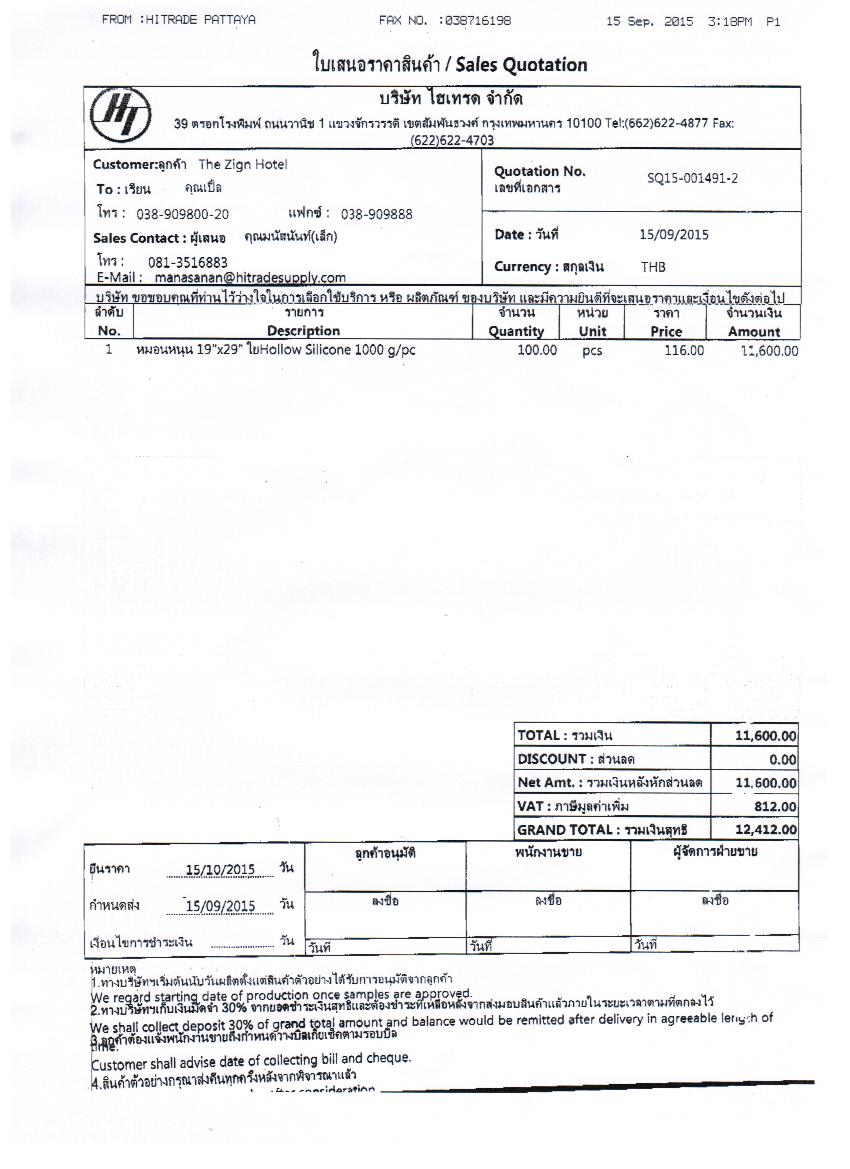 FROM :HITRADE PATTAYA FAX NO. :038716198 15 Sep. 2015 3:18PM P1
ใบเสนอราคาสินค้า / Sales Quotation
HT
บริษัท ไฮเทรด จำกัด
39 ตรอกโรงพิมพ์ ถนนวานิช 1 แขวงจักรวรรดิ เขตสัมพันธวงศ์ กรุงเทพมหานคร 10100 Tel:(662)622-4877 Fax:
(622)622-4703
Customer:ลูกค้า The Zign Hotel
Quotation No. SQ15-001491-2
เลขที่เอกสาร
To : เรียน คุณเปิ้ล
โทร : 038-909800-20 แฟกซ์ : 038-909888
Sales Contact : ผู้เสนอ คุณมนัสนันท์(เล็ก)
Date : วันที่ 15/09/2015
โทร : 081-3516883
Currency : สกุลเงิน THB
E-Mail : manasanan@hitradesupply.com
บริษัท ขอขอบคุณที่ท่านไว้วางใจในการเลือกใช้บริการ หรือ ผลิตภัณฑ์ ของบริษัท และมีความยินดีที่จะเสนอราคาและเงื่อนไขดังต่อไป
ลำดับ รายการ จำนวน หน่วย ราคา จำนวนเงิน
No. Description Quantity Unit Price Amount
1 หมอนหนุน 19"x29" ใยHollow Silicone 1000 g/pc 100.00 pcs 116.00 11,600.00
TOTAL : รวมเงิน 11,600.00
DISCOUNT : ส่วนลด 0.00
Net Amt. : รวมเงินหลังหักส่วนลด 11,600.00
VAT : ภาษีมูลค่าเพิ่ม 812.00
GRAND TOTAL : รวมเงินสุทธิ 12,412.00
ลูกค้าอนุมัติ พนักงานขาย ผู้จัดการฝ่ายขาย
ยืนราคา 15/10/2015 วัน
กำหนดส่ง 15/09/2015 วัน ลงชื่อ ลงชื่อ ลงชื่อ
เงื่อนไขการชำระเงิน วัน วันที่ วันที่ วันที่
หมายเหตุ
1.ทางบริษัทฯเริ่มต้นนับวันผลิตตั้งแต่สินค้าตัวอย่างได้รับการอนุมัติจากลูกค้า
We regard starting date of production once samples are approved.
2.ทางบริษัทฯเก็บเงินมัดจำ 30% จากยอดชำระเงินสุทธิและต้องชำระที่เหลือหลังจากส่งมอบสินค้าแล้วภายในระยะเวลาตามที่ตกลงไว้
We shall collect deposit 30% of grand total amount and balance would be remitted after delivery in agreeable length of
time.
3.ลูกค้าต้องแจ้งพนักงานขายถึงกำหนดวางบิลเก็บเช็คตามรอบบิล
Customer shall advise date of collecting bill and cheque.
4.สินค้าตัวอย่างกรุณาส่งคืนทุกครั้งหลังจากพิจารณาแล้ว
after consideration